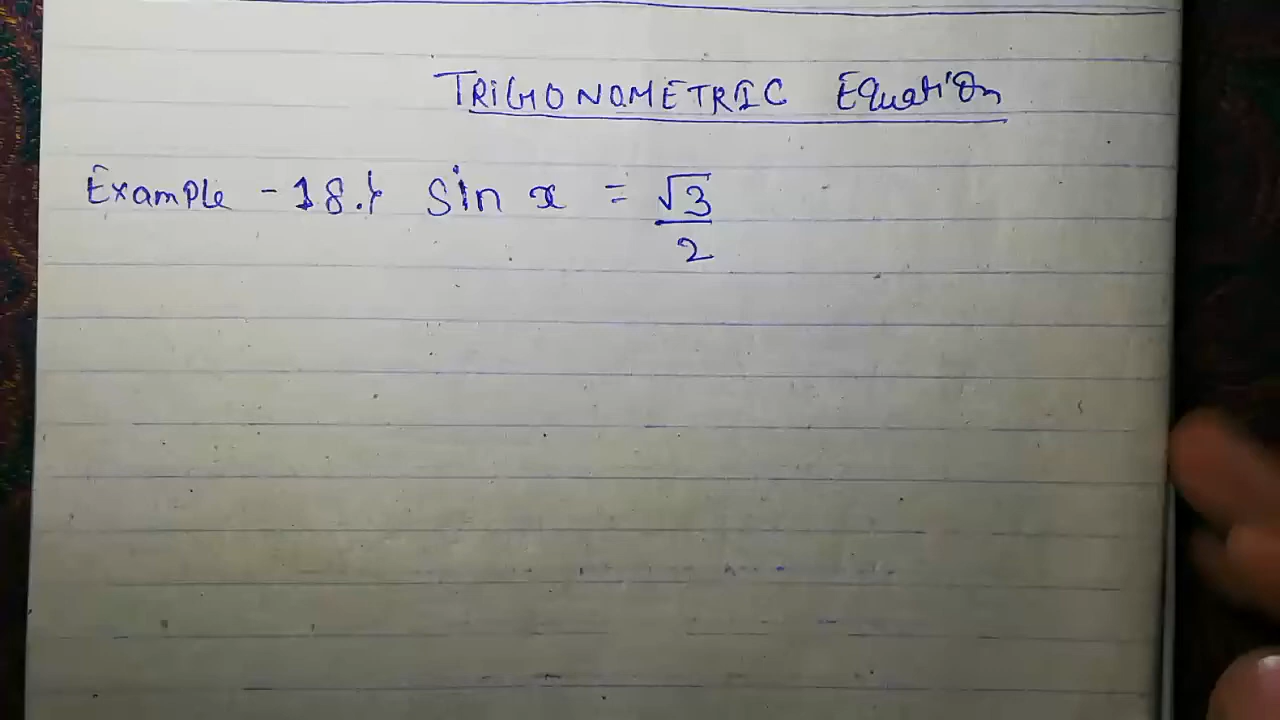 TRIGONOMETRIC Equation
Example - 18. sin x = √3/2